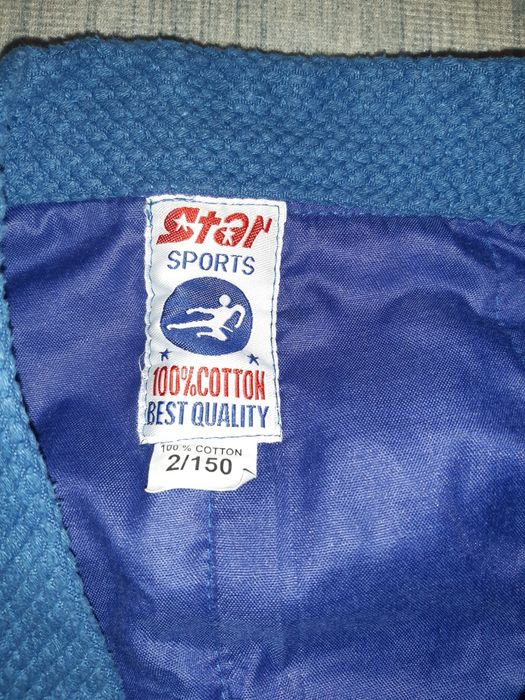 Star
SPORTS
100%COTTON
BEST QUALITY
100 % COTTON
2/150